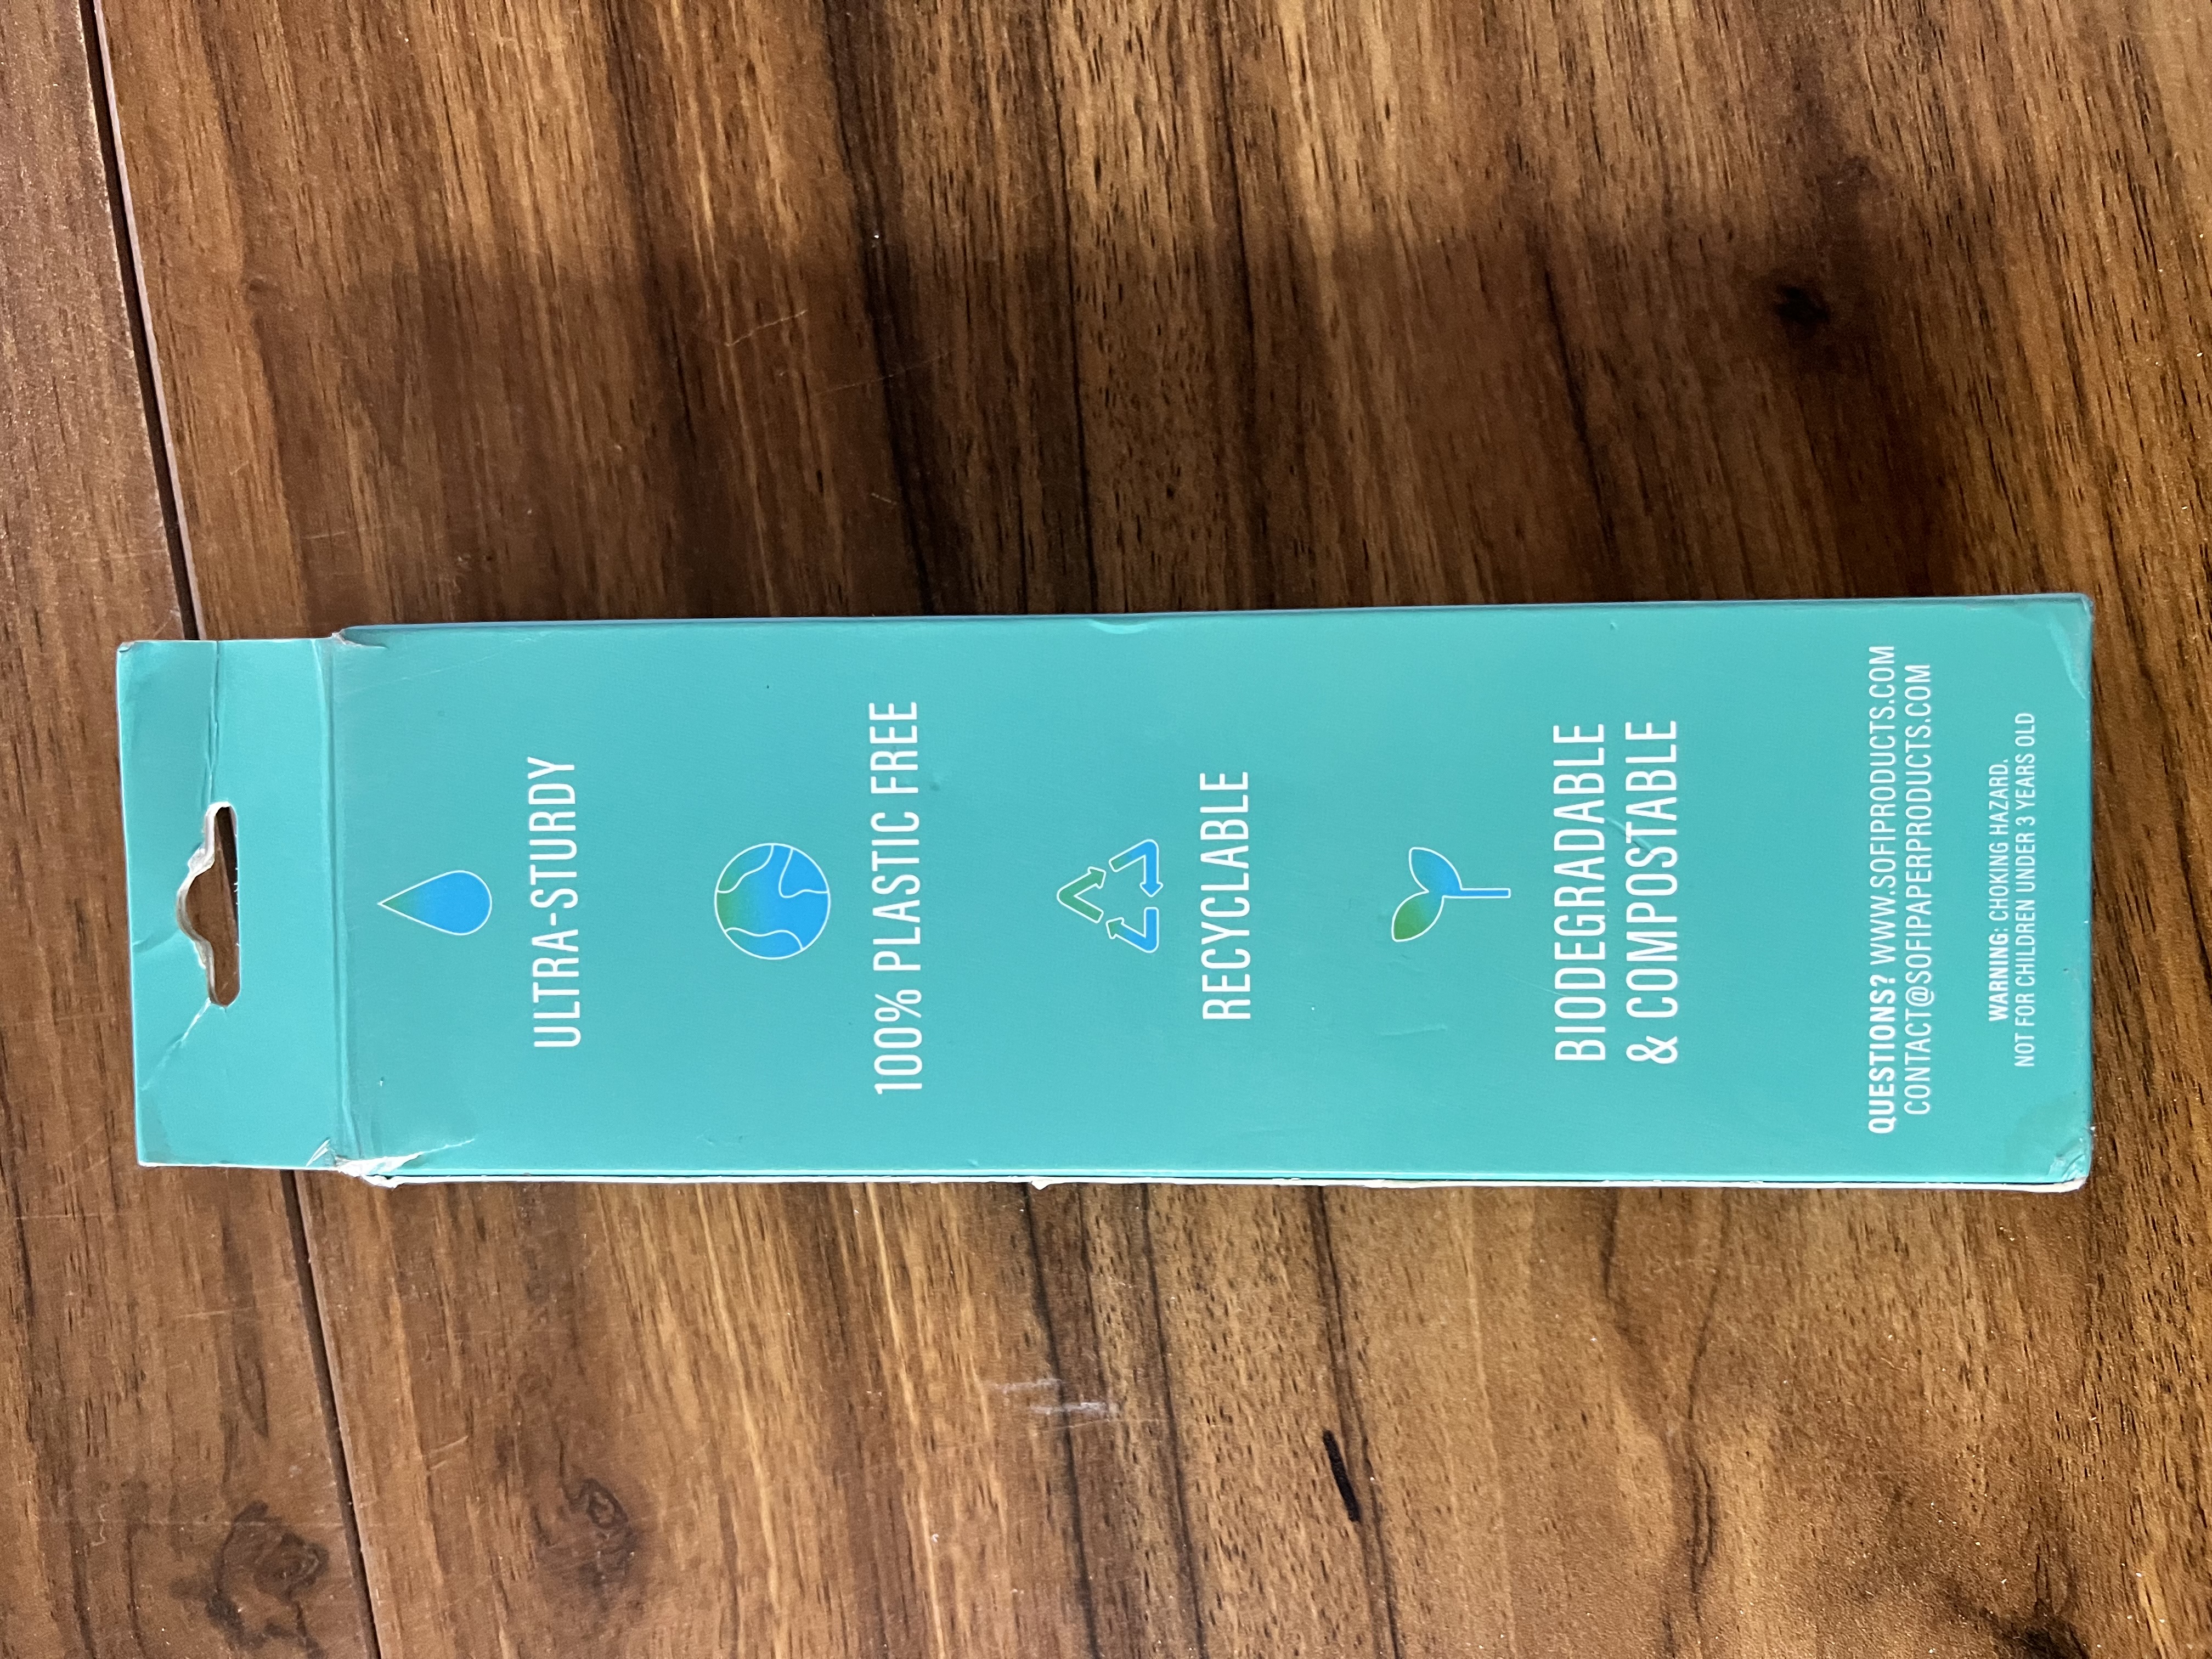 ULTRA-STURDY
100% PLASTIC FREE
RECYCLABLE
BIODEGRADABLE
& COMPOSTABLE
QUESTIONS? WWW.SOFIPRODUCTS.COM
CONTACT@SOFIPAPERPRODUCTS.COM
WARNING: CHOKING HAZARD.
NOT FOR CHILDREN UNDER 3 YEARS OLD